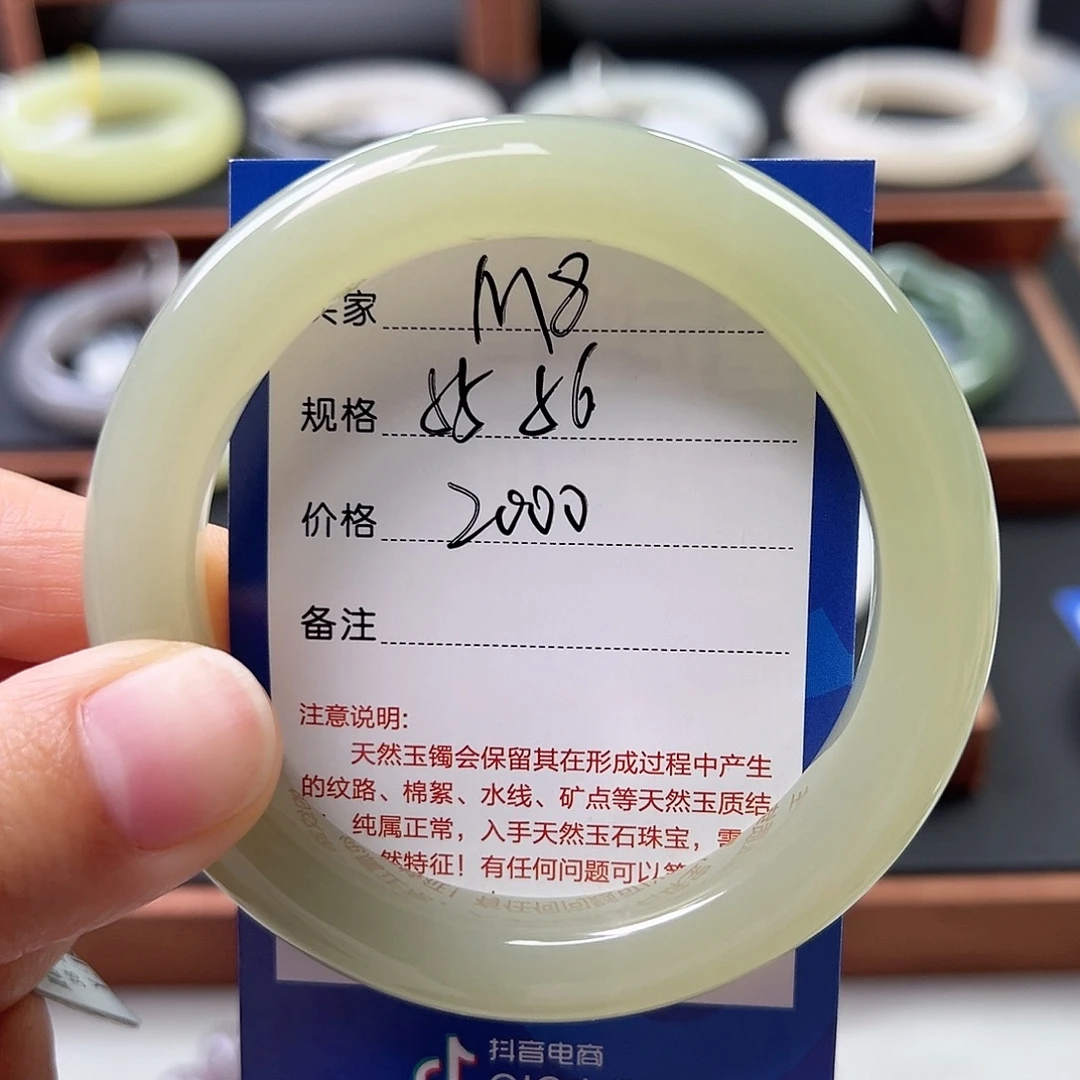 家 M8
规格
价格 2000
备注
注意说明:
天然玉镯会保留其在形成过程中产生
的纹路、棉絮、水线、矿点等天然玉质结
纯属正常，入手天然玉石珠宝，需
然特征！有任何问题可以
抖音电商